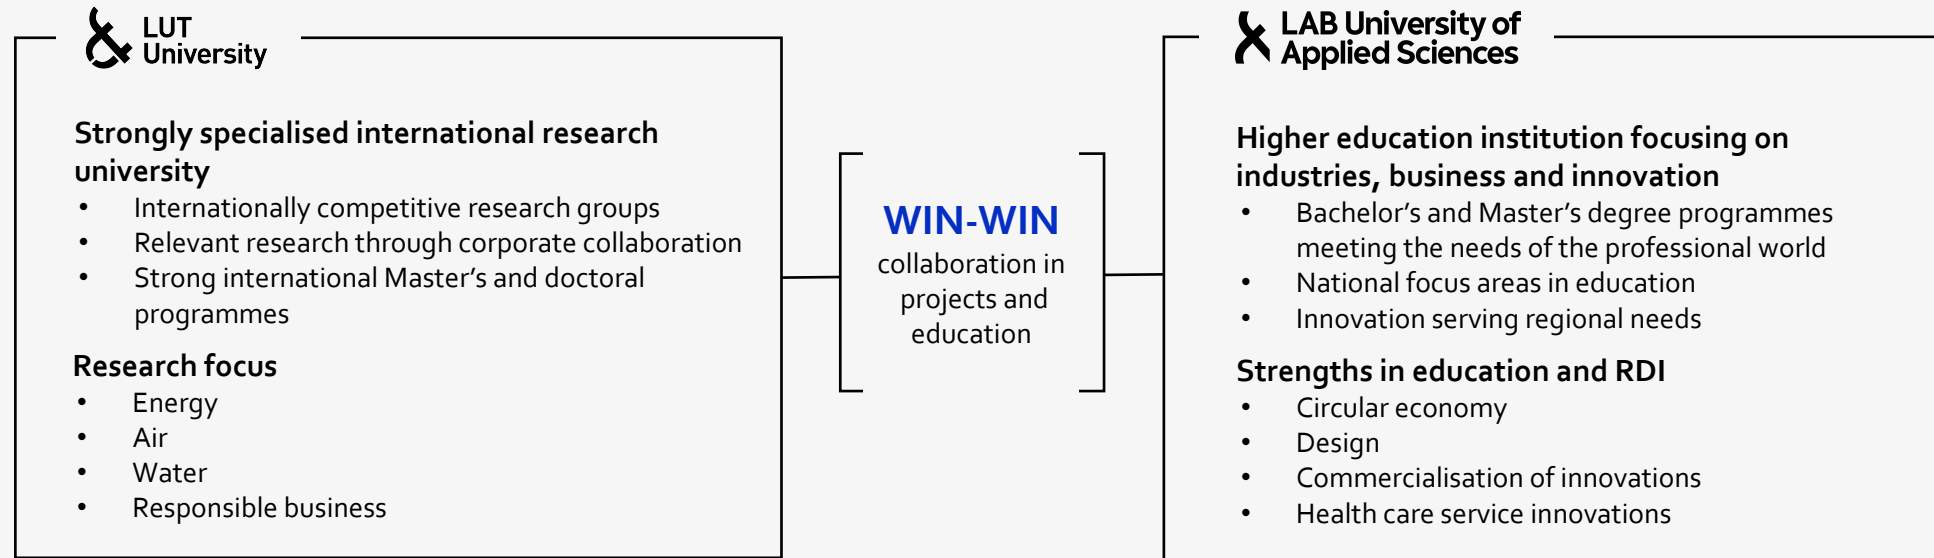 LUT
University
Strongly specialised international research
university
• Internationally competitive research groups
• Relevant research through corporate collaboration
• Strong international Master’s and doctoral
programmes
Research focus
• Energy
• Air
• Water
• Responsible business
WIN-WIN
collaboration in
projects and
education
LAB University of
Applied Sciences
Higher education institution focusing on
industries, business and innovation
• Bachelor’s and Master’s degree programmes
meeting the needs of the professional world
• National focus areas in education
• Innovation serving regional needs
Strengths in education and RDI
• Circular economy
• Design
• Commercialisation of innovations
• Health care service innovations